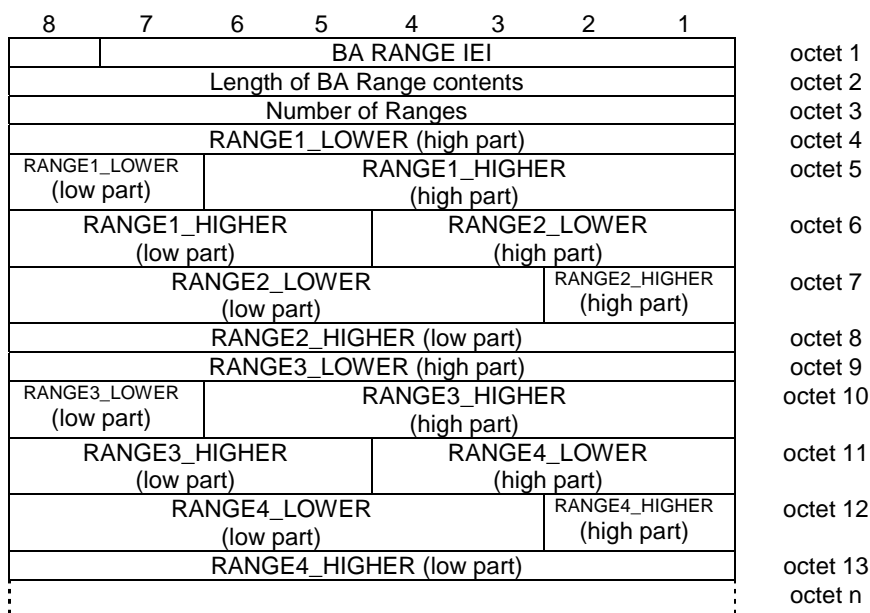 8 7 6 5 4 3 2 1
BA RANGE IEI octet 1
Length of BA Range contents octet 2
Number of Ranges octet 3
RANGE1_LOWER (high part) octet 4
RANGE1_LOWER RANGE1_HIGHER octet 5
(low part) (high part)
RANGE1_HIGHER RANGE2_LOWER octet 6
(low part) (high part)
RANGE2_LOWER RANGE2_HIGHER octet 7
(low part) (high part)
RANGE2_HIGHER (low part) octet 8
RANGE3_LOWER (high part) octet 9
RANGE3_LOWER RANGE3_HIGHER octet 10
(low part) (high part)
RANGE3_HIGHER RANGE4_LOWER octet 11
(low part) (high part)
RANGE4_LOWER RANGE4_HIGHER octet 12
(low part) (high part)
RANGE4_HIGHER (low part) octet 13
octet n